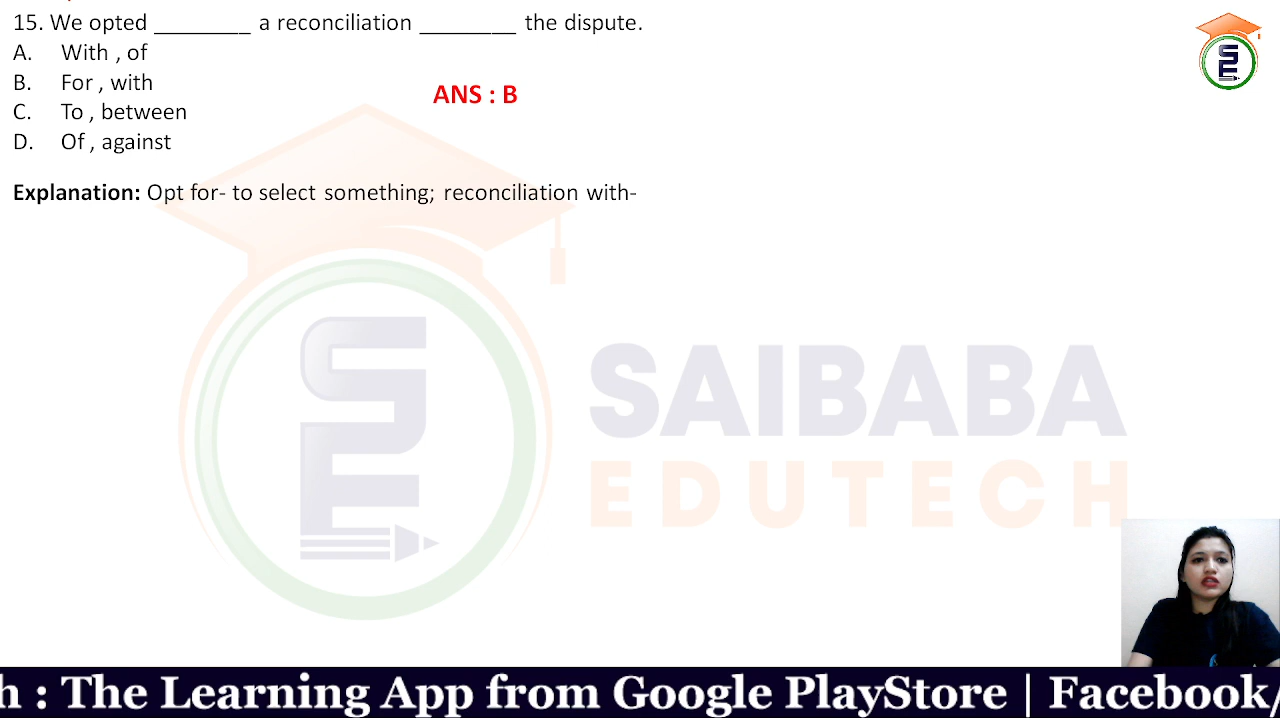 15. We opted ________ a reconciliation ________ the dispute.
A. With , of
B. For , with
C. To , between
D. Of , against
ANS : B
Explanation: Opt for- to select something; reconciliation with-
SAIBABA
EDUTECH
h : The Learning App from Google PlayStore | Facebook/